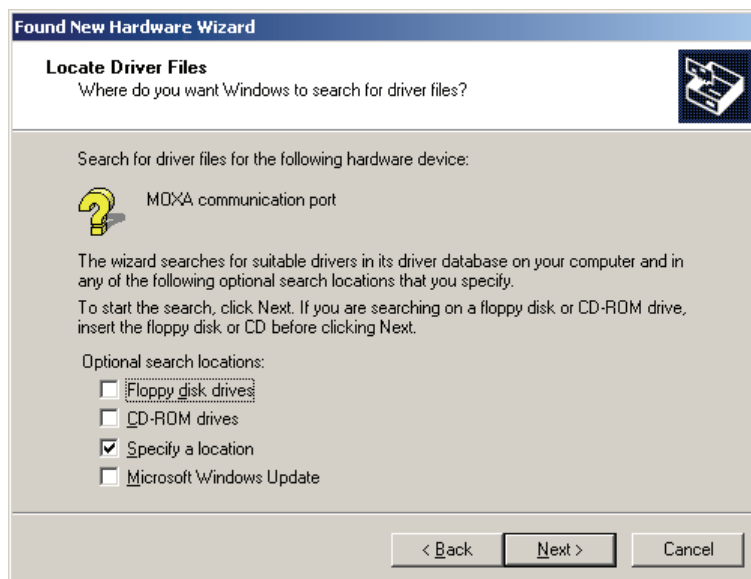 Found New Hardware Wizard
Locate Driver Files
Where do you want Windows to search for driver files?
Search for driver files for the following hardware device:
MOXA communication port
The wizard searches for suitable drivers in its driver database on your computer and in
any of the following optional search locations that you specify.
To start the search, click Next. If you are searching on a floppy disk or CD-ROM drive,
insert the floppy disk or CD before clicking Next.
Optional search locations:
Floppy disk drives
CD-ROM drives
Specify a location
Microsoft Windows Update
< Back Next > Cancel